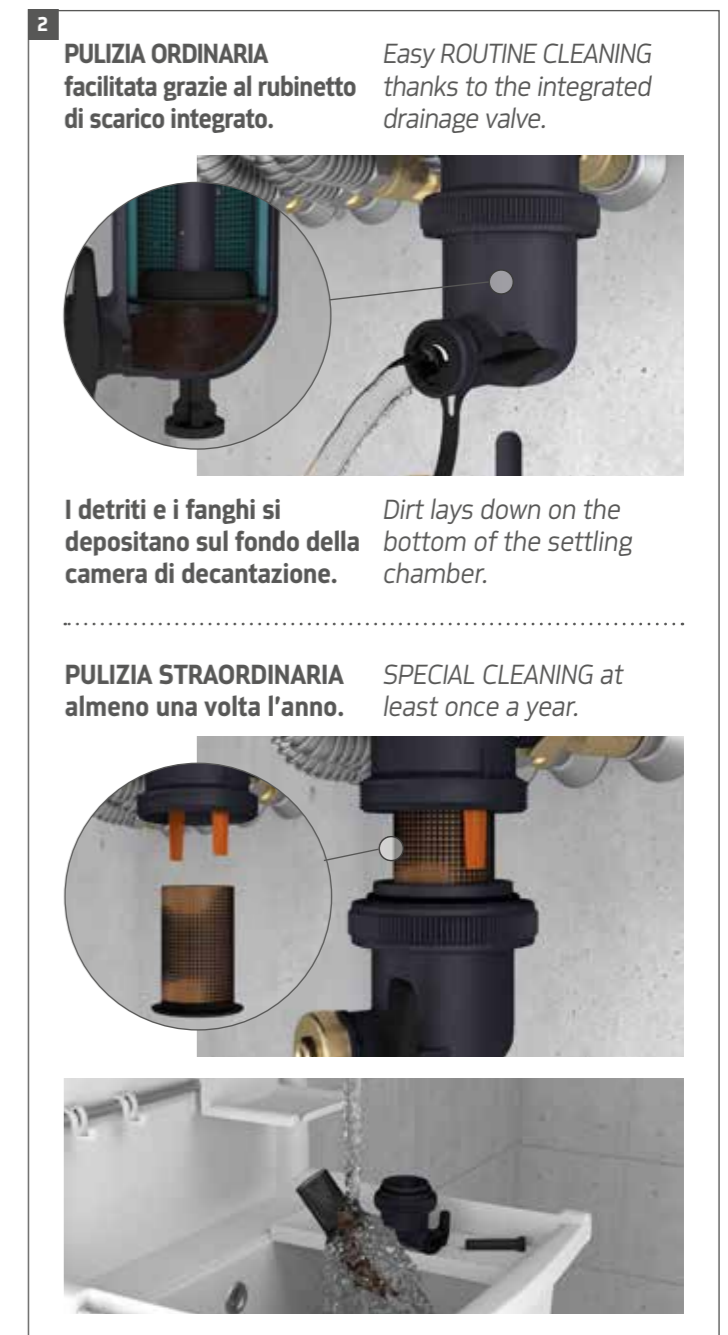 2
PULIZIA ORDINARIA
facilitata grazie al rubinetto
di scarico integrato.
Easy ROUTINE CLEANING
thanks to the integrated
drainage valve.
I detriti e i fanghi si
depositano sul fondo della
camera di decantazione.
Dirt lays down on the
bottom of the settling
chamber.
PULIZIA STRAORDINARIA
almeno una volta l'anno.
SPECIAL CLEANING at
least once a year.